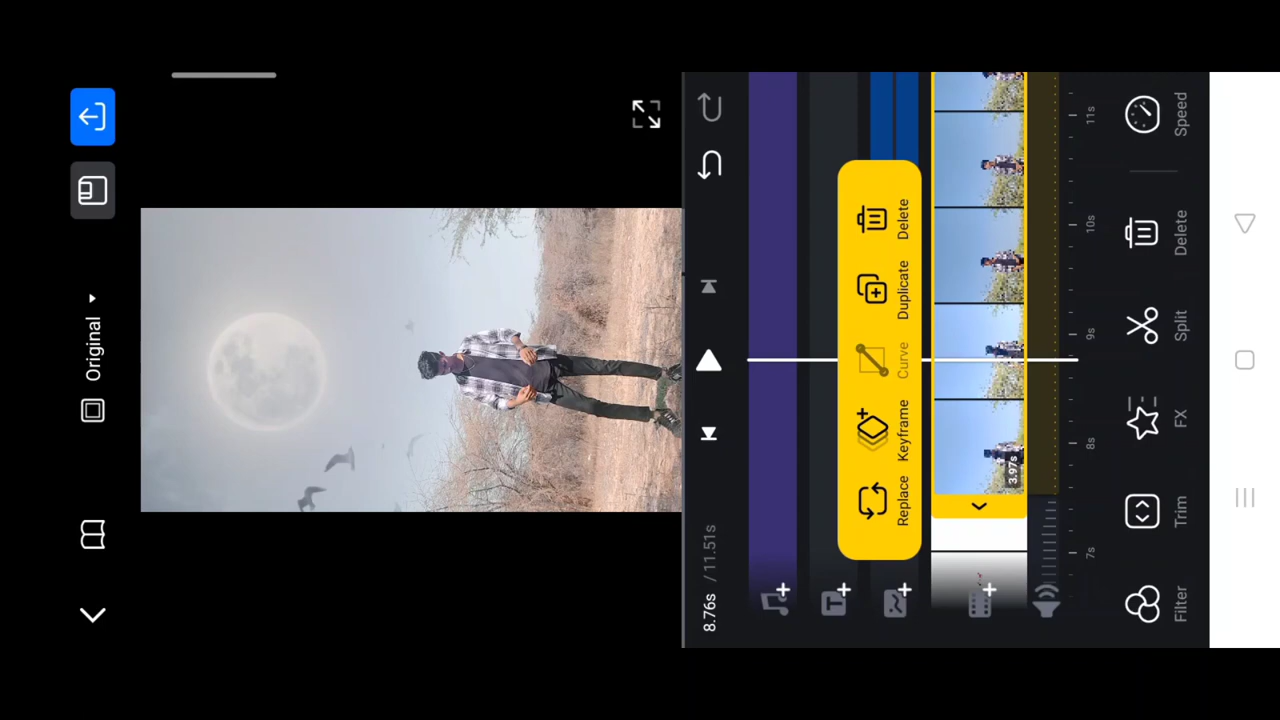 Original
8.76s / 11.51s
Replace
Keyframe
Curve
Duplicate
Delete
3.97s
7s
8s
9s
10s
11s
Filter
Trim
FX
Split
Delete
Speed